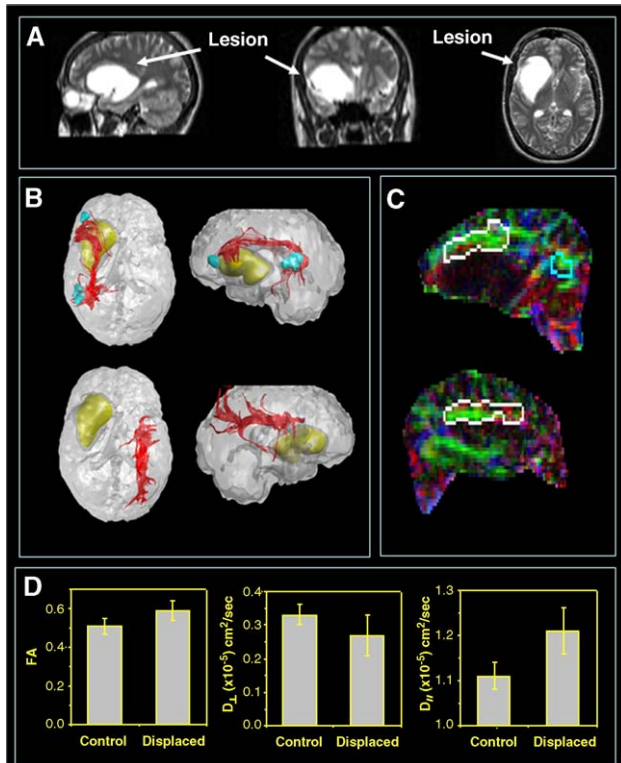 A
Lesion
Lesion
B
C
D
FA
0.6
0.4
0.2
0.0
Control Displaced
D⊥ (x10⁻⁵) cm²/sec
0.4
0.3
0.2
0.1
0.0
Control Displaced
D// (x10⁻⁵) cm²/sec
1.3
1.2
1.1
1.0
Control Displaced